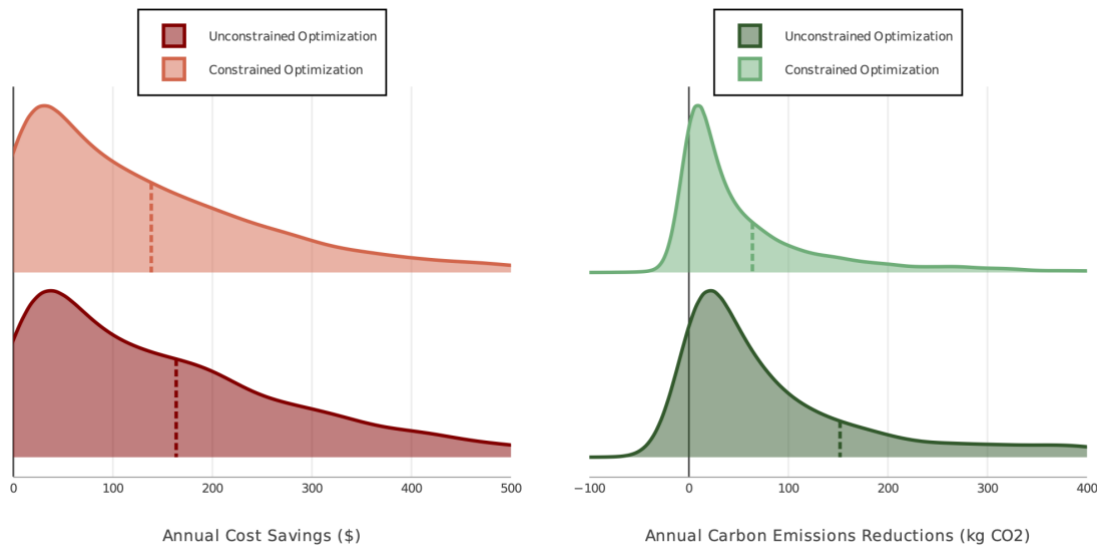 Unconstrained Optimization
Constrained Optimization
0 100 200 300 400 500
Annual Cost Savings ($)
Unconstrained Optimization
Constrained Optimization
−100 0 100 200 300 400
Annual Carbon Emissions Reductions (kg CO2)